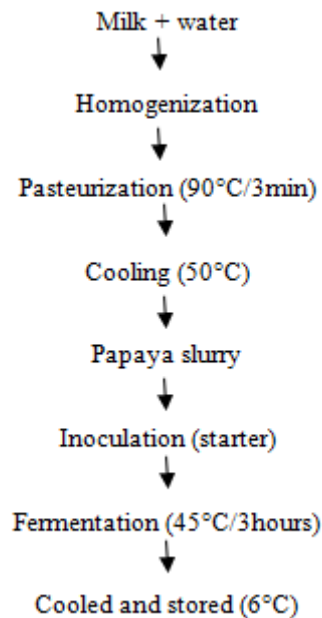 Milk + water
Homogenization
Pasteurization (90°C/3min)
Cooling (50°C)
Papaya slurry
Inoculation (starter)
Fermentation (45°C/3hours)
Cooled and stored (6°C)